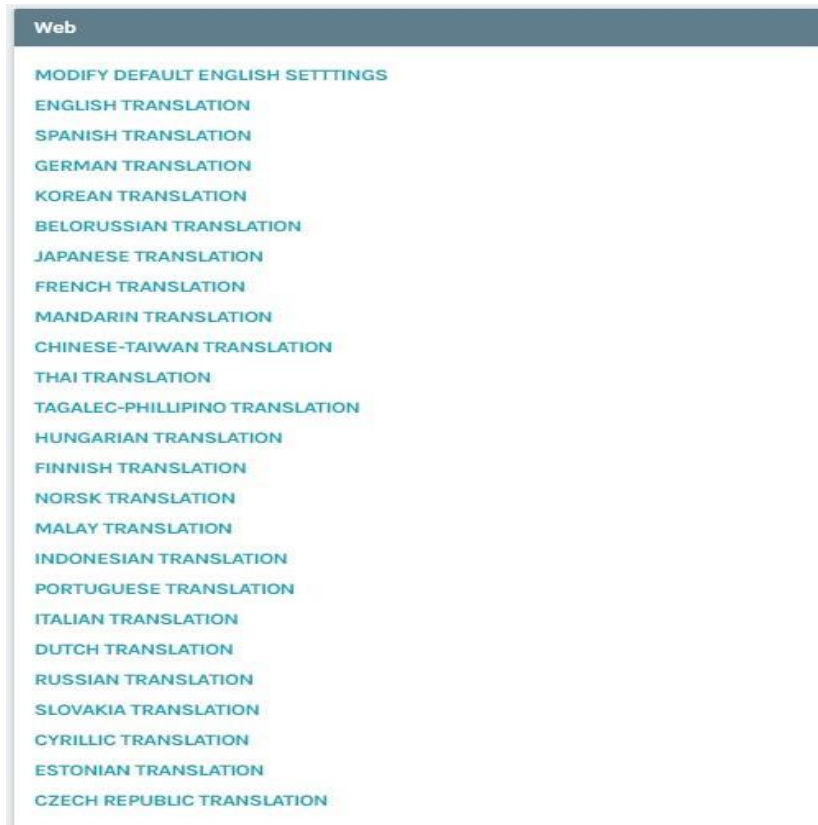 Web
MODIFY DEFAULT ENGLISH SETTTINGS
ENGLISH TRANSLATION
SPANISH TRANSLATION
GERMAN TRANSLATION
KOREAN TRANSLATION
BELORUSSIAN TRANSLATION
JAPANESE TRANSLATION
FRENCH TRANSLATION
MANDARIN TRANSLATION
CHINESE-TAIWAN TRANSLATION
THAI TRANSLATION
TAGALEC-PHILLIPINO TRANSLATION
HUNGARIAN TRANSLATION
FINNISH TRANSLATION
NORSK TRANSLATION
MALAY TRANSLATION
INDONESIAN TRANSLATION
PORTUGUESE TRANSLATION
ITALIAN TRANSLATION
DUTCH TRANSLATION
RUSSIAN TRANSLATION
SLOVAKIA TRANSLATION
CYRILLIC TRANSLATION
ESTONIAN TRANSLATION
CZECH REPUBLIC TRANSLATION